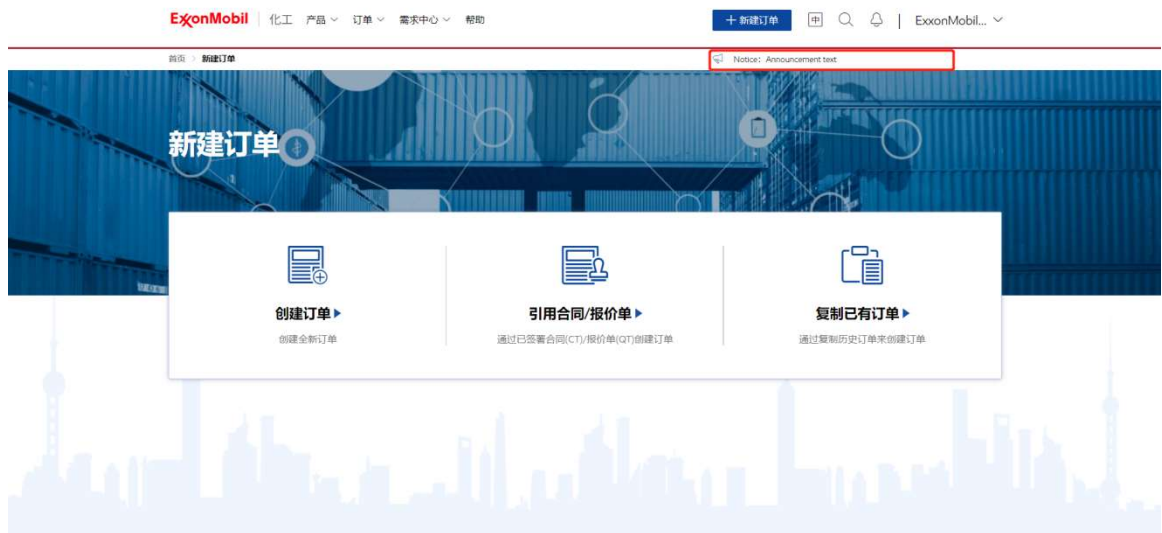 ExxonMobil 化工 产品 订单 需求中心 帮助 新建订单 中 ExxonMobil...
首页 > 新建订单 Notice: Announcement text
新建订单
创建订单 引用合同/报价单 复制已有订单
创建全新订单 通过已签署合同(CT)/报价单(QT)创建订单 通过复制历史订单来创建订单